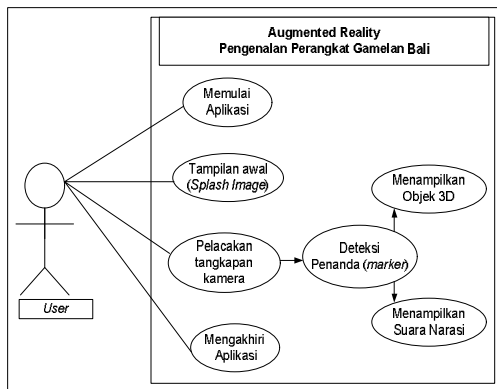 Augmented Reality
Pengenalan Perangkat Gamelan Bali
Memulai
Aplikasi
Tampilan awal
(Splash Image)
Pelacakan
tangkapan
kamera
Deteksi
Penanda (marker)
Menampilkan
Objek 3D
Menampilkan
Suara Narasi
Mengakhiri
Aplikasi
User